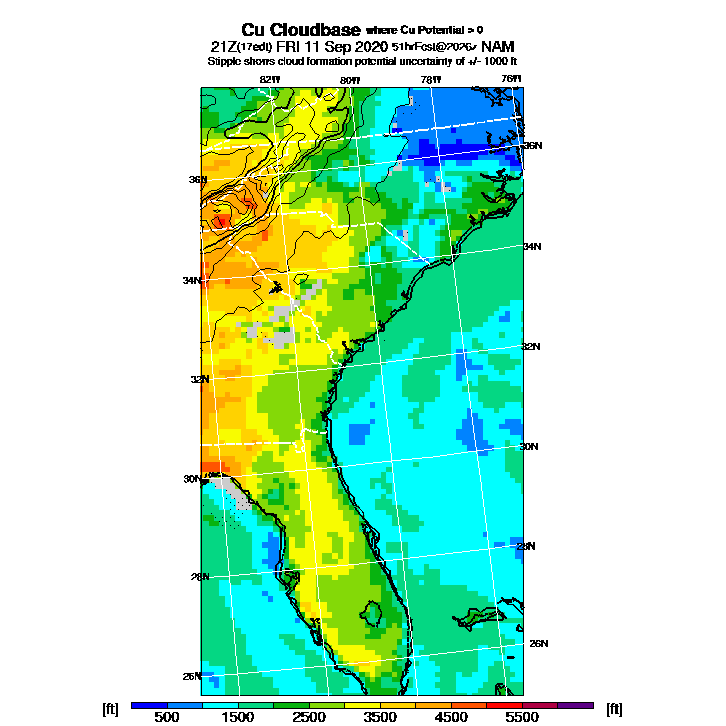 Cu Cloudbase where Cu Potential > 0
21Z(17edt) FRI 11 Sep 2020 51hrFcst@2026z NAM
Stipple shows cloud formation potential uncertainty of +/- 1000 ft
82W 80W 78W 76W
36N 36N
34N 34N
32N 32N
30N 30N
28N 28N
26N 26N
[ft] 500 1500 2500 3500 4500 5500 [ft]